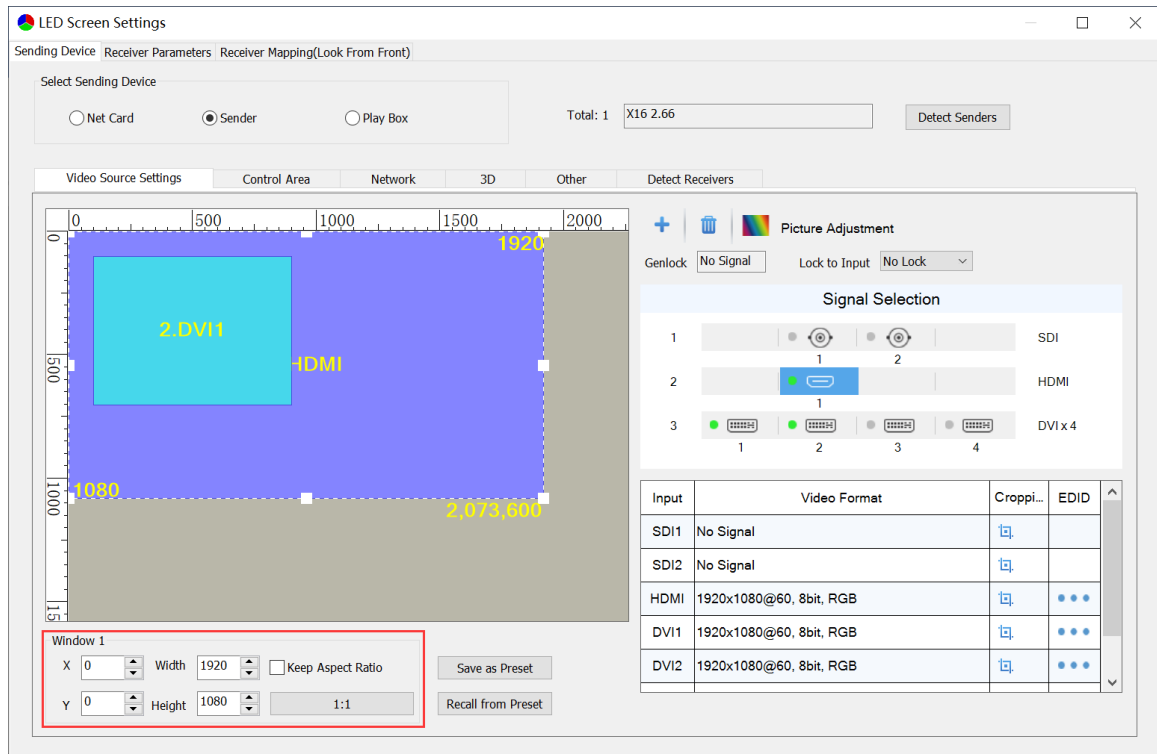 LED Screen Settings
Sending Device Receiver Parameters Receiver Mapping(Look From Front)
Select Sending Device
Net Card Sender Play Box
Total: 1 X16 2.66 Detect Senders
Video Source Settings Control Area Network 3D Other Detect Receivers
0 500 1000 1500 2000
0
500
1000
15
1920
2.DVI1
HDMI
1080
2,073,600
Picture Adjustment
Genlock No Signal Lock to Input No Lock
Signal Selection
1 SDI
1 2
2 HDMI
1
3 DVI x 4
1 2 3 4
Input Video Format Croppi... EDID
SDI1 No Signal
SDI2 No Signal
HDMI 1920x1080@60, 8bit, RGB
DVI1 1920x1080@60, 8bit, RGB
DVI2 1920x1080@60, 8bit, RGB
Window 1
X 0 Width 1920 Keep Aspect Ratio
Y 0 Height 1080 1:1
Save as Preset
Recall from Preset